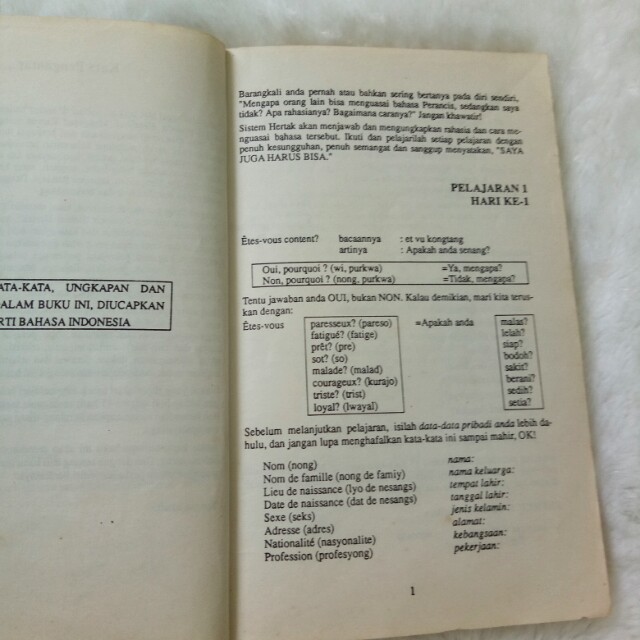 ATA-KATA, UNGKAPAN DAN
DALAM BUKU INI, DIUCAPKAN
RTI BAHASA INDONESIA
Barangkali anda pernah atau bahkan sering bertanya pada diri sendiri,
"Mengapa orang lain bisa menguasai bahasa Perancis, sedangkan saya
tidak? Apa rahasianya? Bagaimana caranya?" Jangan khawatir!
Sistem Hertak akan menjawab dan mengungkapkan rahasia dan cara me-
nguasai bahasa tersebut. Ikuti dan pelajarilah setiap pelajaran dengan
penuh kesungguhan, penuh semangat dan sanggup menyatakan, "SAYA
JUGA HARUS BISA."
PELAJARAN 1
HARI KE-1
Êtes-vous content? bacaannya : et vu kongtang
artinya : Apakah anda senang?
Oui, pourquoi ? (wi, purkwa) =Ya, mengapa?
Non, pourquoi ? (nong, purkwa) =Tidak, mengapa?
Tentu jawaban anda OUI, bukan NON. Kalau demikian, mari kita terus-
kan dengan:
Êtes-vous paresseux? (pareso) =Apakah anda malas?
fatigué? (fatige) lelah?
prêt? (pre) siap?
sot? (so) bodoh?
malade? (malad) sakit?
courageux? (kurajo) berani?
triste? (trist) sedih?
loyal? (lwayal) setia?
Sebelum melanjutkan pelajaran, isilah data-data pribadi anda lebih da-
hulu, dan jangan lupa menghafalkan kata-kata ini sampai mahir, OK!
Nom (nong) nama:
Nom de famille (nong de famiy) nama keluarga:
Lieu de naissance (lyo de nesangs) tempat lahir:
Date de naissance (dat de nesangs) tanggal lahir:
Sexe (seks) jenis kelamin:
Adresse (adres) alamat:
Nationalité (nasyonalite) kebangsaan:
Profession (profesyong) pekerjaan:
1